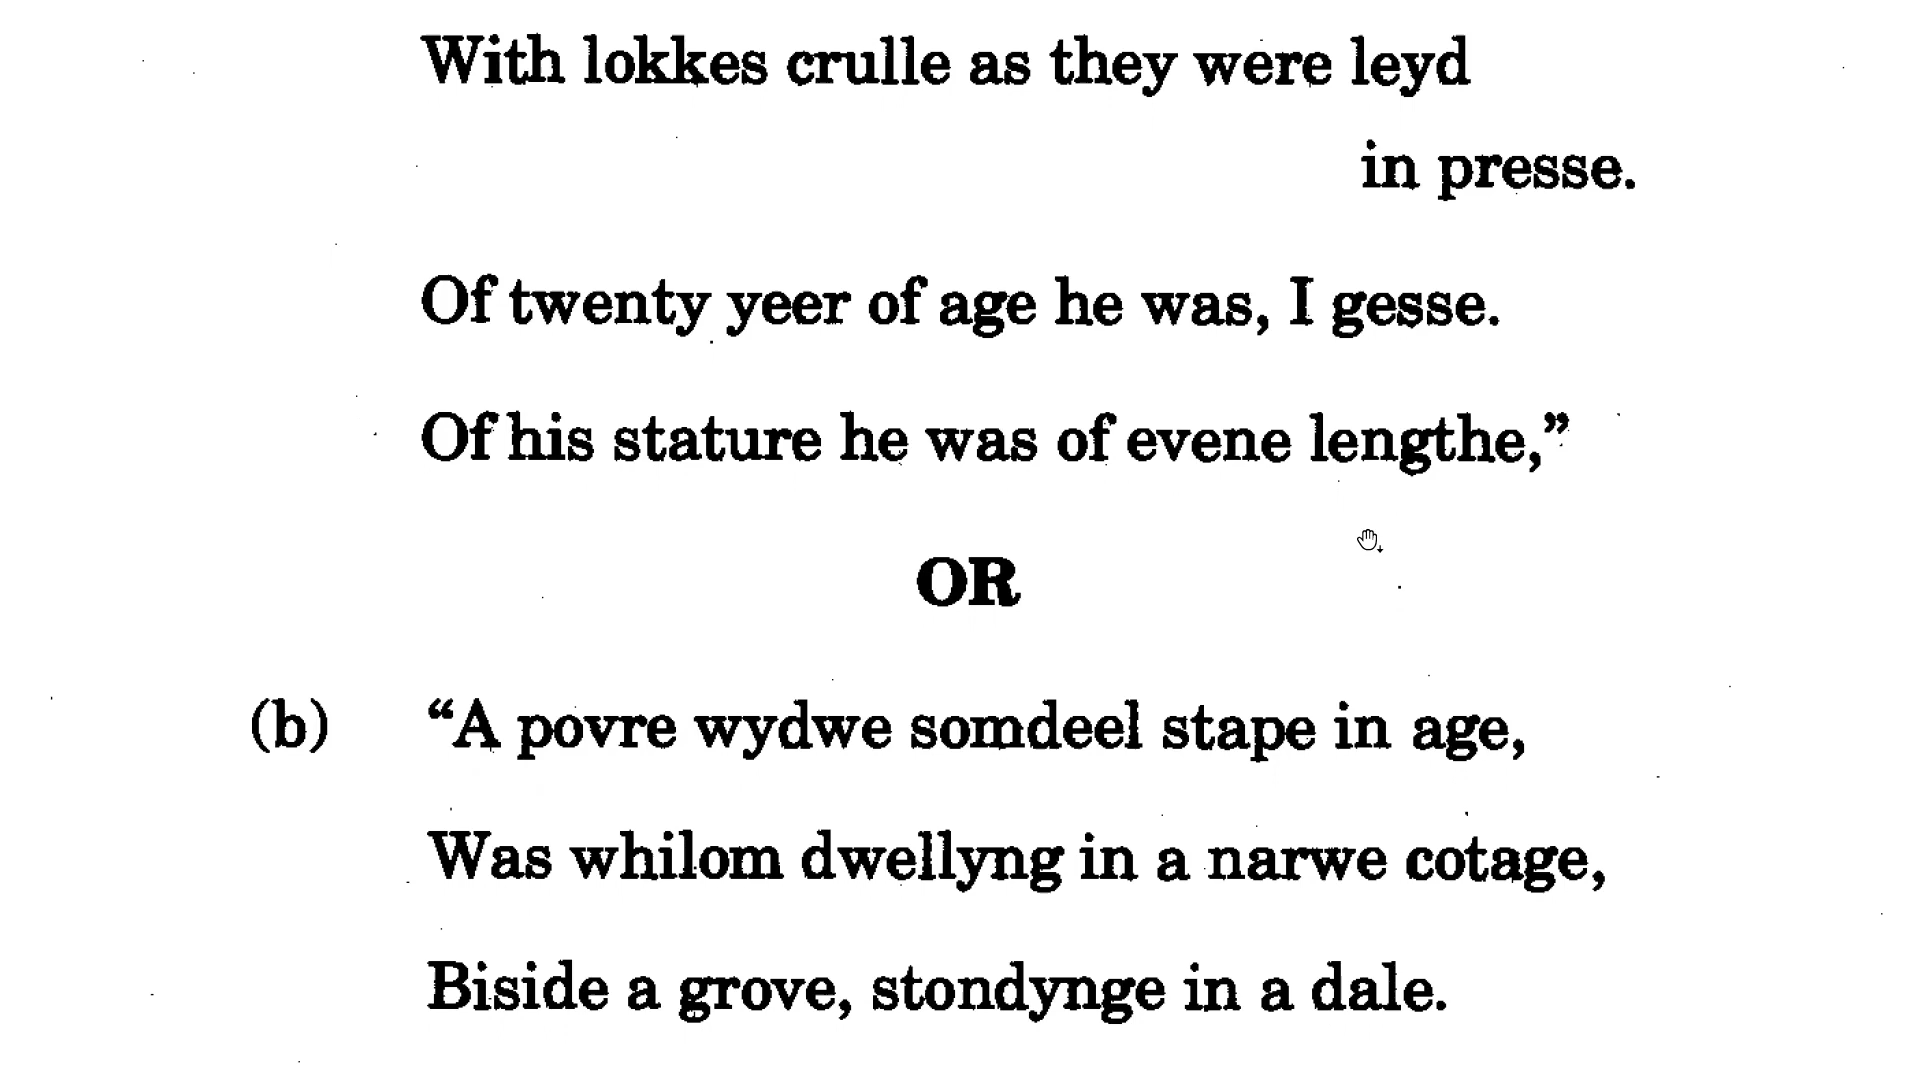 With lokkes crulle as they were leyd
in presse.
Of twenty yeer of age he was, I gesse.
Of his stature he was of evene lengthe,”
OR
(b) “A povre wydwe somdeel stape in age,
Was whilom dwellyng in a narwe cotage,
Biside a grove, stondynge in a dale.